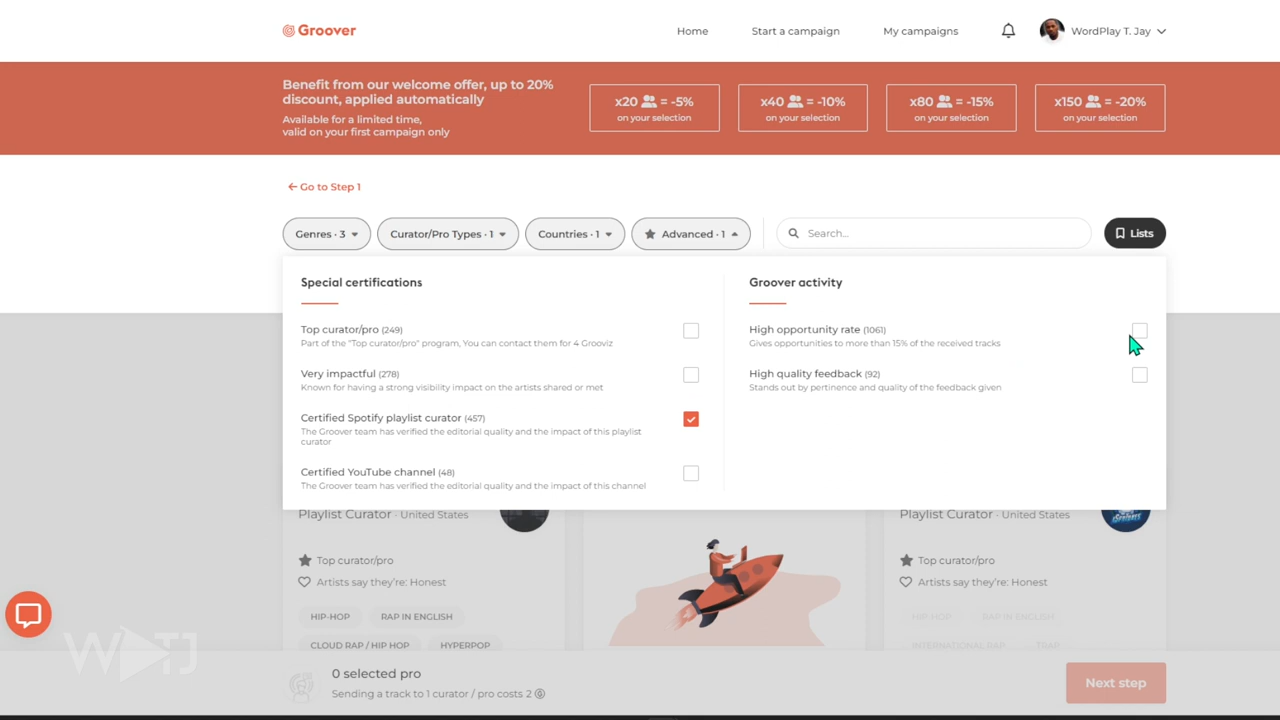 Groover
Home
Start a campaign
My campaigns
WordPlay T. Jay
Benefit from our welcome offer, up to 20%
discount, applied automatically
Available for a limited time,
valid on your first campaign only
x20 = -5%
on your selection
x40 = -10%
on your selection
x80 = -15%
on your selection
x150 = -20%
on your selection
Go to Step 1
Genres · 3
Curator/Pro Types · 1
Countries · 1
Advanced · 1
Search...
Lists
Special certifications
Top curator/pro (249)
Part of the "Top curator/pro" program, You can contact them for 4 Grooviz
Very impactful (278)
Known for having a strong visibility impact on the artists shared or met
Certified Spotify playlist curator (457)
The Groover team has verified the editorial quality and the impact of this playlist
curator
Certified YouTube channel (48)
The Groover team has verified the editorial quality and the impact of this channel
Groover activity
High opportunity rate (1061)
Gives opportunities to more than 15% of the received tracks
High quality feedback (92)
Stands out by pertinence and quality of the feedback given
Playlist Curator · United States
Top curator/pro
Artists say they're: Honest
HIP-HOP
RAP IN ENGLISH
CLOUD RAP / HIP HOP
HYPERPOP
Playlist Curator · United States
Top curator/pro
Artists say they're: Honest
HIP-HOP
RAP IN ENGLISH
INTERNATIONAL RAP
TRAP
WPTJ
0 selected pro
Sending a track to 1 curator / pro costs 2
Next step